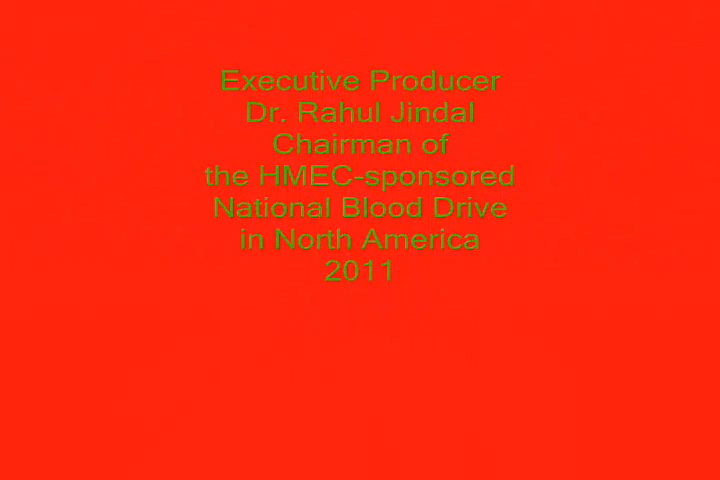 Executive Producer
Dr. Rahul Jindal
Chairman of
the HMEC-sponsored
National Blood Drive
in North America
2011